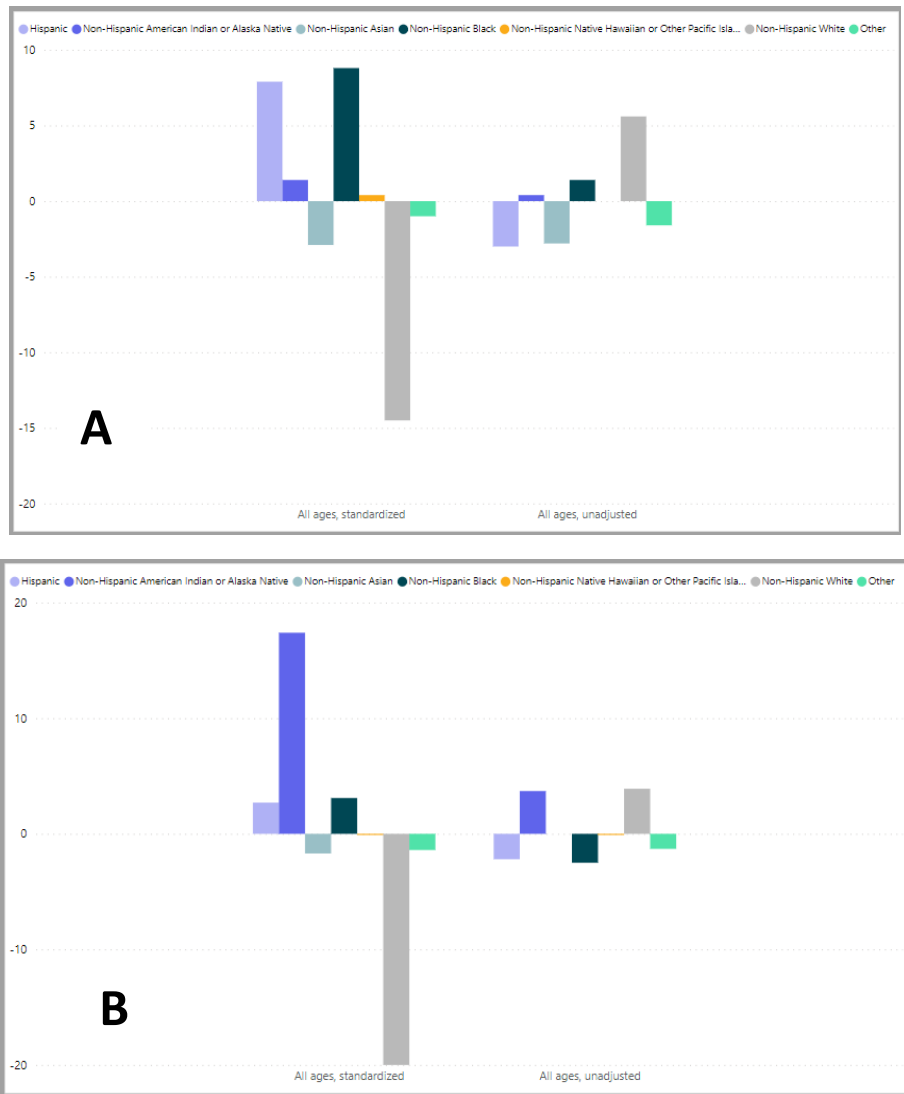 Hispanic Non-Hispanic American Indian or Alaska Native Non-Hispanic Asian Non-Hispanic Black Non-Hispanic Native Hawaiian or Other Pacific Isla... Non-Hispanic White Other
10
5
0
-5
-10
A
-15
-20
All ages, standardized All ages, unadjusted
Hispanic Non-Hispanic American Indian or Alaska Native Non-Hispanic Asian Non-Hispanic Black Non-Hispanic Native Hawaiian or Other Pacific Isla... Non-Hispanic White Other
20
10
0
-10
B
-20
All ages, standardized All ages, unadjusted